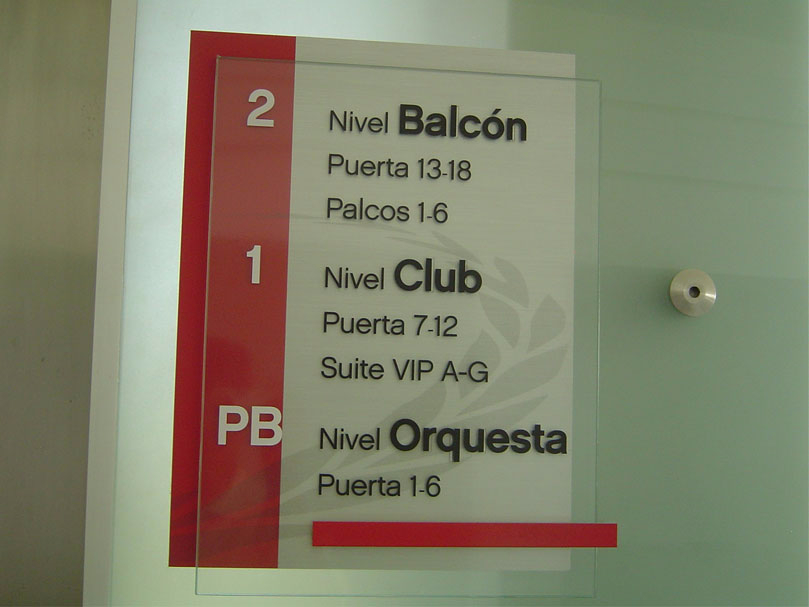 2 Nivel Balcón
Puerta 13-18
Palcos 1-6
1 Nivel Club
Puerta 7-12
Suite VIP A-G
PB Nivel Orquesta
Puerta 1-6